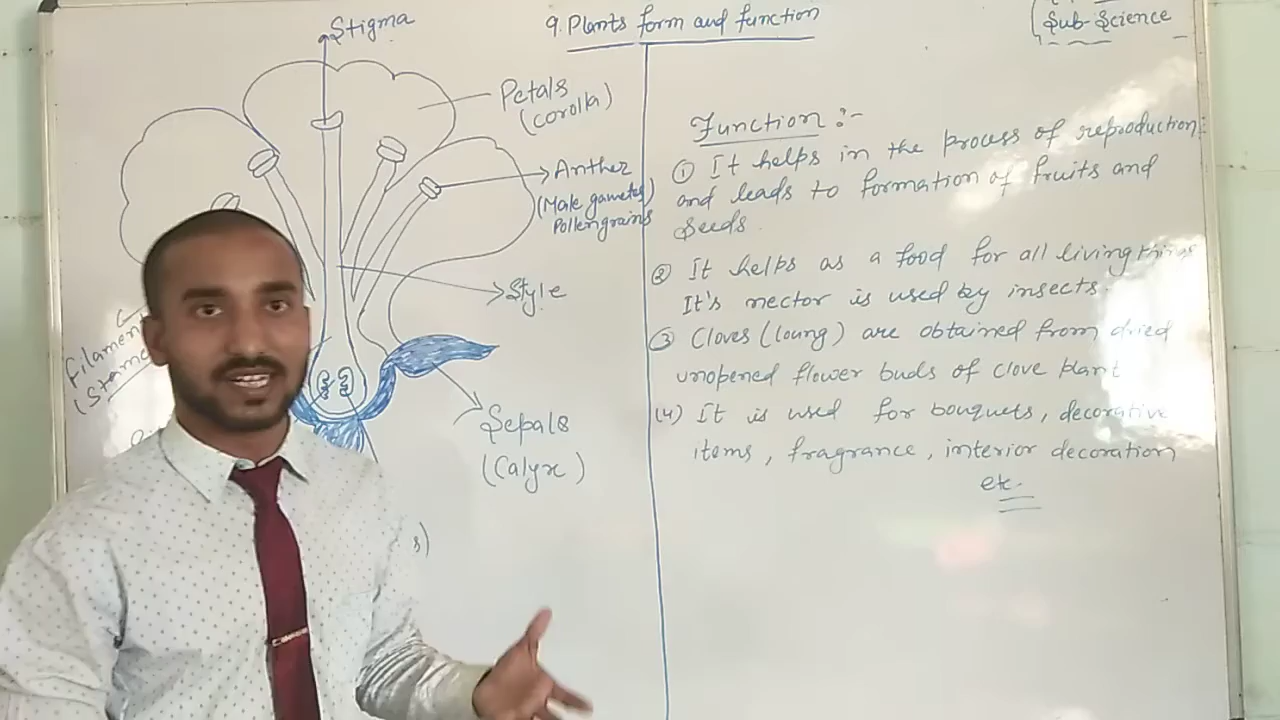 9. Plants form and function
Sub- Science
Stigma
Petals
(corolla)
Anther
(Male gametes)
Pollengrains
Style
Filamen
(Stame
Sepals
(Calyx)
s)
Function :-
① It helps in the process of reproduction
and leads to formation of fruits and
seeds.
② It helps as a food for all living things
It's nector is used by insects.
③ Cloves (loung) are obtained from dried
unopened flower buds of clove plant
(4) It is used for bouquets, decorative
items, fragrance, interior decoration
etc.